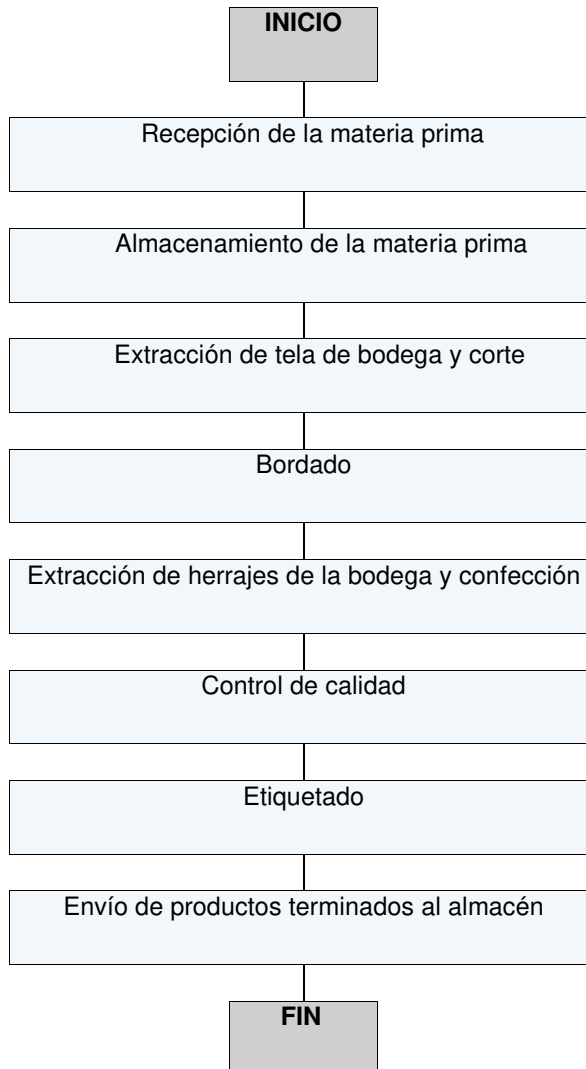 INICIO
Recepción de la materia prima
Almacenamiento de la materia prima
Extracción de tela de bodega y corte
Bordado
Extracción de herrajes de la bodega y confección
Control de calidad
Etiquetado
Envío de productos terminados al almacén
FIN